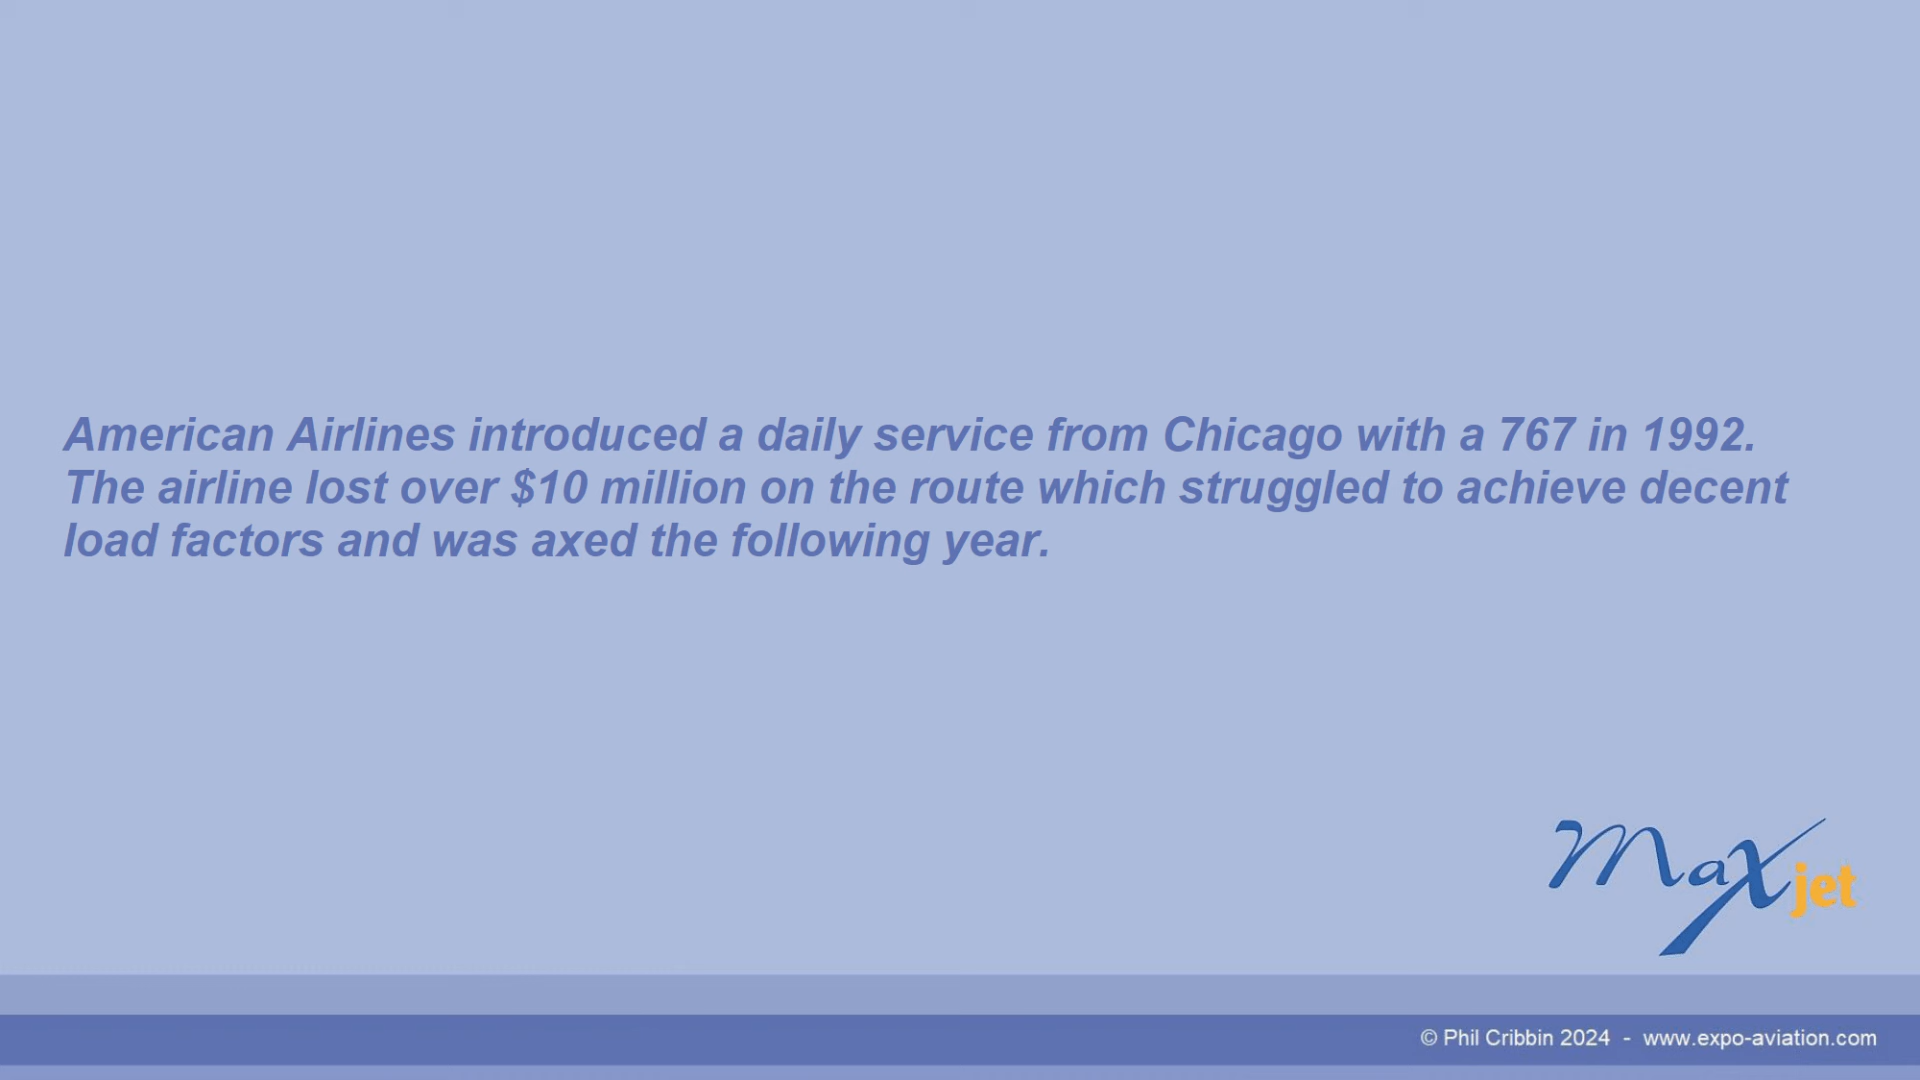 American Airlines introduced a daily service from Chicago with a 767 in 1992.
The airline lost over $10 million on the route which struggled to achieve decent
load factors and was axed the following year.
Maxjet
© Phil Cribbin 2024 - www.expo-aviation.com